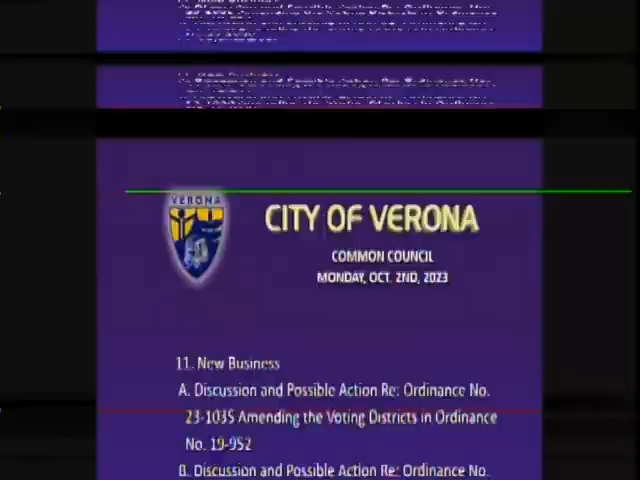 VERONA
CITY OF VERONA
COMMON COUNCIL
MONDAY, OCT. 2ND, 2023
11. New Business
A. Discussion and Possible Action Re: Ordinance No.
23-1035 Amending the Voting Districts in Ordinance
No. 19-952
B. Discussion and Possible Action Re: Ordinance No.